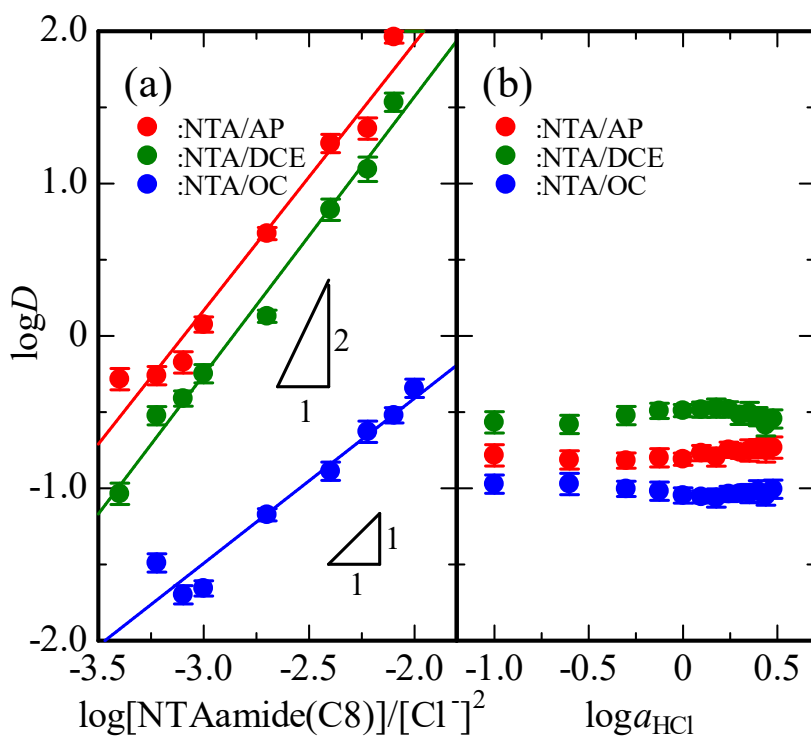 2.0
1.0
0
-1.0
-2.0
logD
(a)
:NTA/AP
:NTA/DCE
:NTA/OC
2
1
1
1
-3.5 -3.0 -2.5 -2.0
log[NTAamide(C8)]/[Cl⁻]²
(b)
:NTA/AP
:NTA/DCE
:NTA/OC
-1.0 -0.5 0 0.5
logaHCl